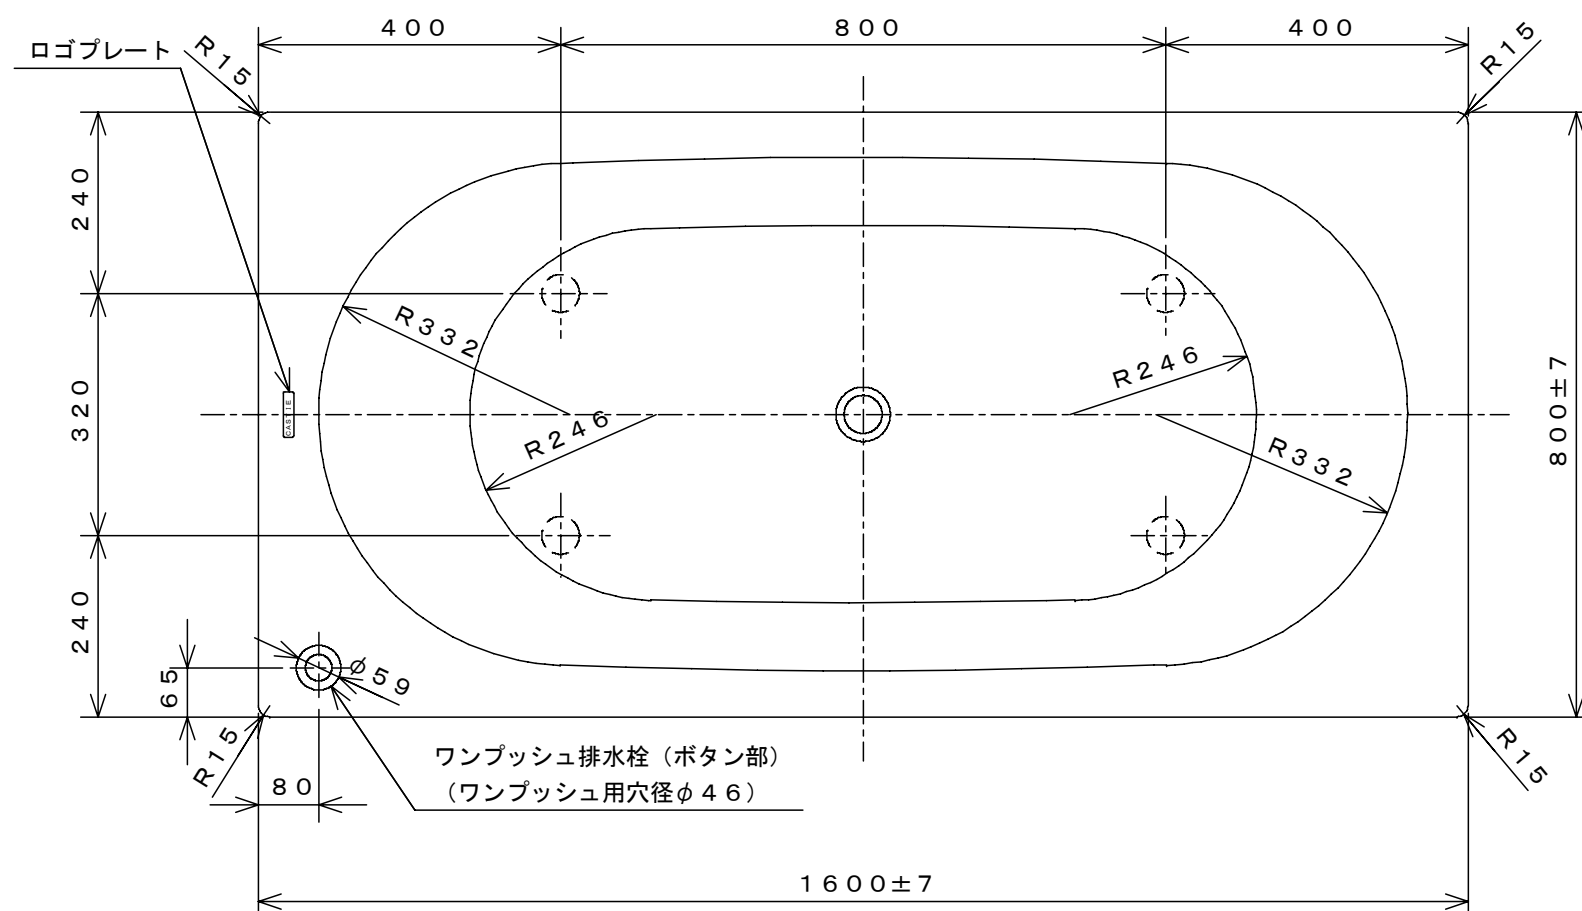 ４００
８００
４００
ロゴプレート
Ｒ１５
Ｒ１５
２４０
Ｒ３３２
Ｒ２４６
３２０
Ｒ２４６
Ｒ３３２
８００±７
２４０
６５
φ５９
Ｒ１５
８０
ワンプッシュ排水栓（ボタン部）
（ワンプッシュ用穴径φ４６）
Ｒ１５
１６００±７